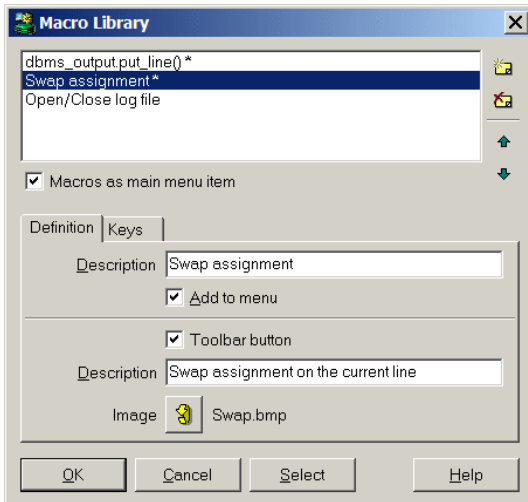 Macro Library
dbms_output.put_line() *
Swap assignment *
Open/Close log file
Macros as main menu item
Definition Keys
Description Swap assignment
Add to menu
Toolbar button
Description Swap assignment on the current line
Image Swap.bmp
OK Cancel Select Help